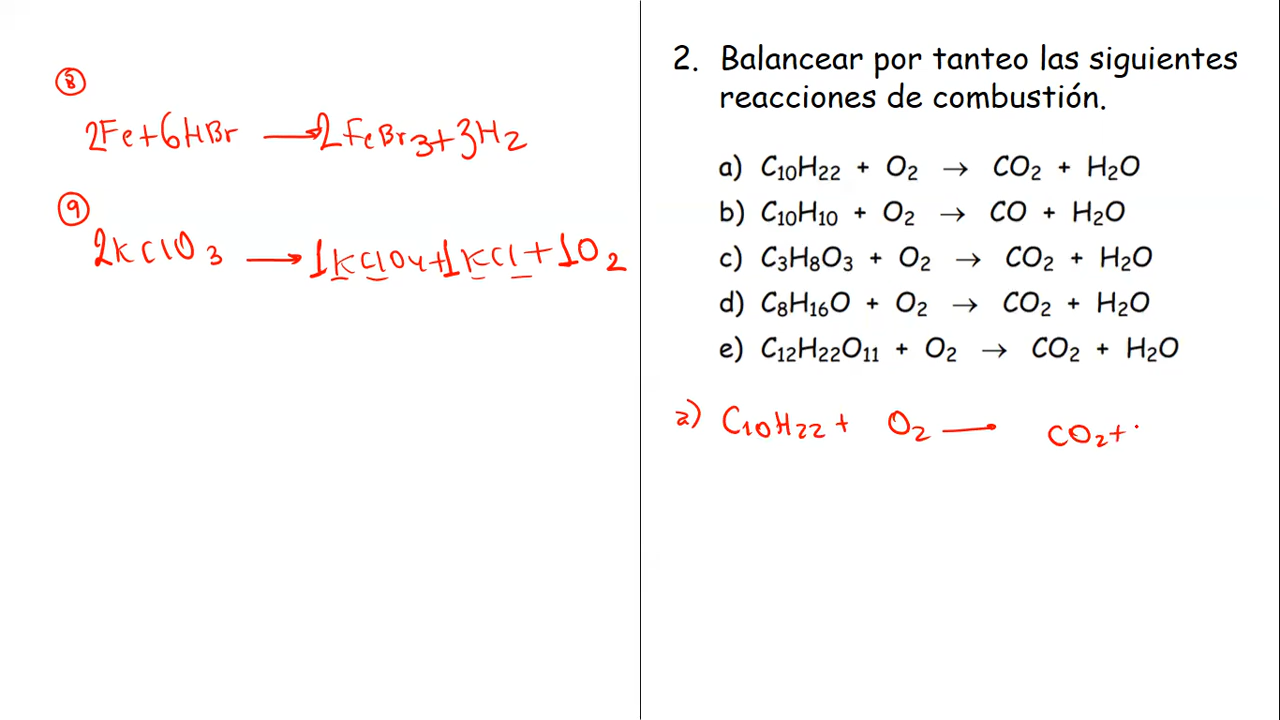 ⑧
2Fe+6HBr → 2FeBr3+3H2
⑨
2KClO3 → 1KClO4+1KCl+1O2
2. Balancear por tanteo las siguientes
reacciones de combustión.
a) C₁₀H₂₂ + O₂ → CO₂ + H₂O
b) C₁₀H₁₀ + O₂ → CO + H₂O
c) C₃H₈O₃ + O₂ → CO₂ + H₂O
d) C₈H₁₆O + O₂ → CO₂ + H₂O
e) C₁₂H₂₂O₁₁ + O₂ → CO₂ + H₂O
a) C10H22 + O2 — CO2+